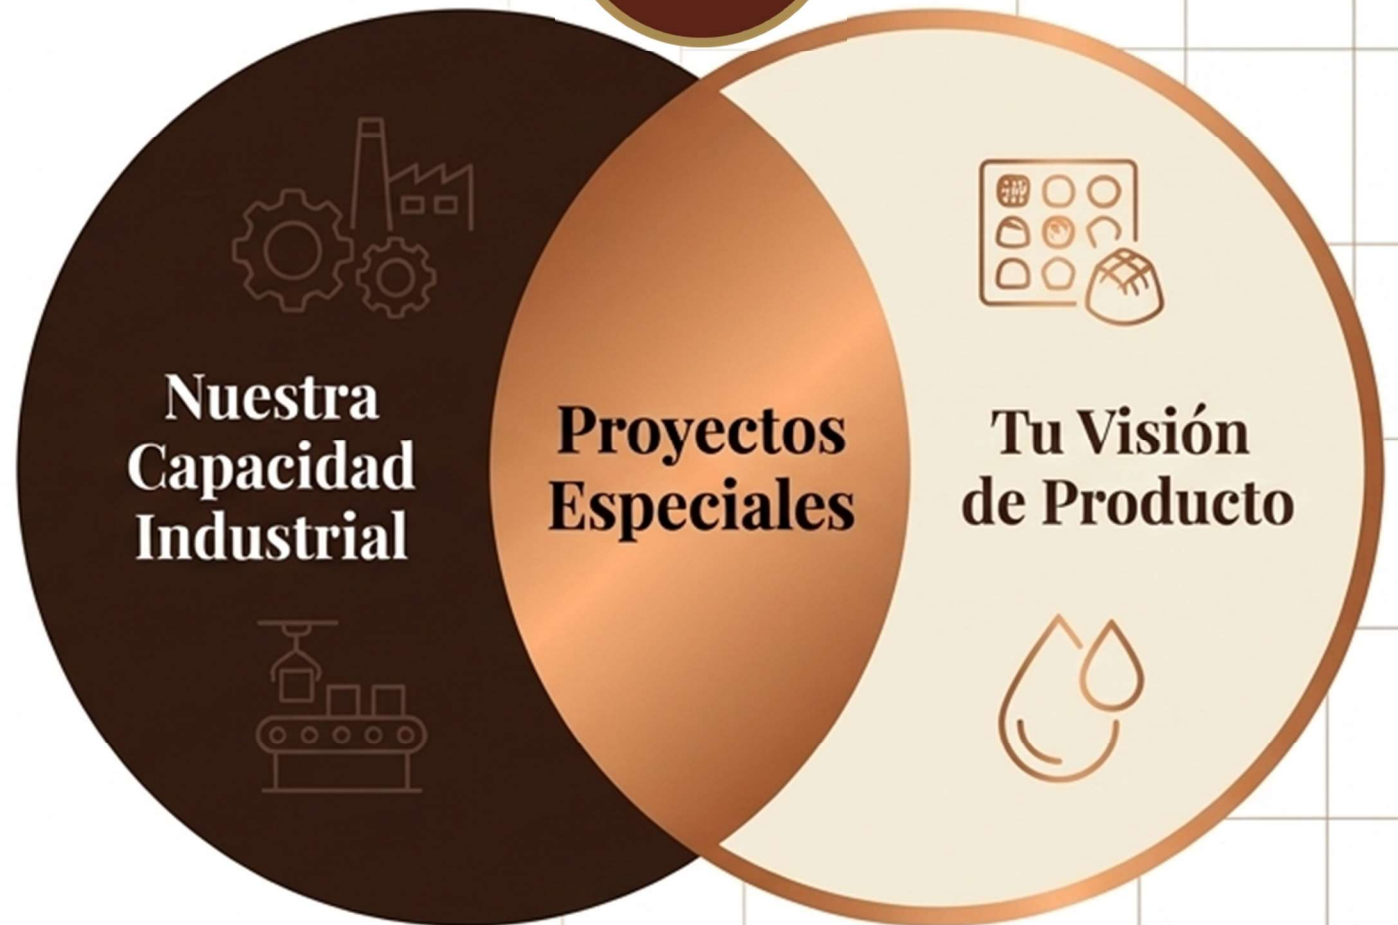 Nuestra
Capacidad
Industrial
Proyectos
Especiales
Tu Visión
de Producto